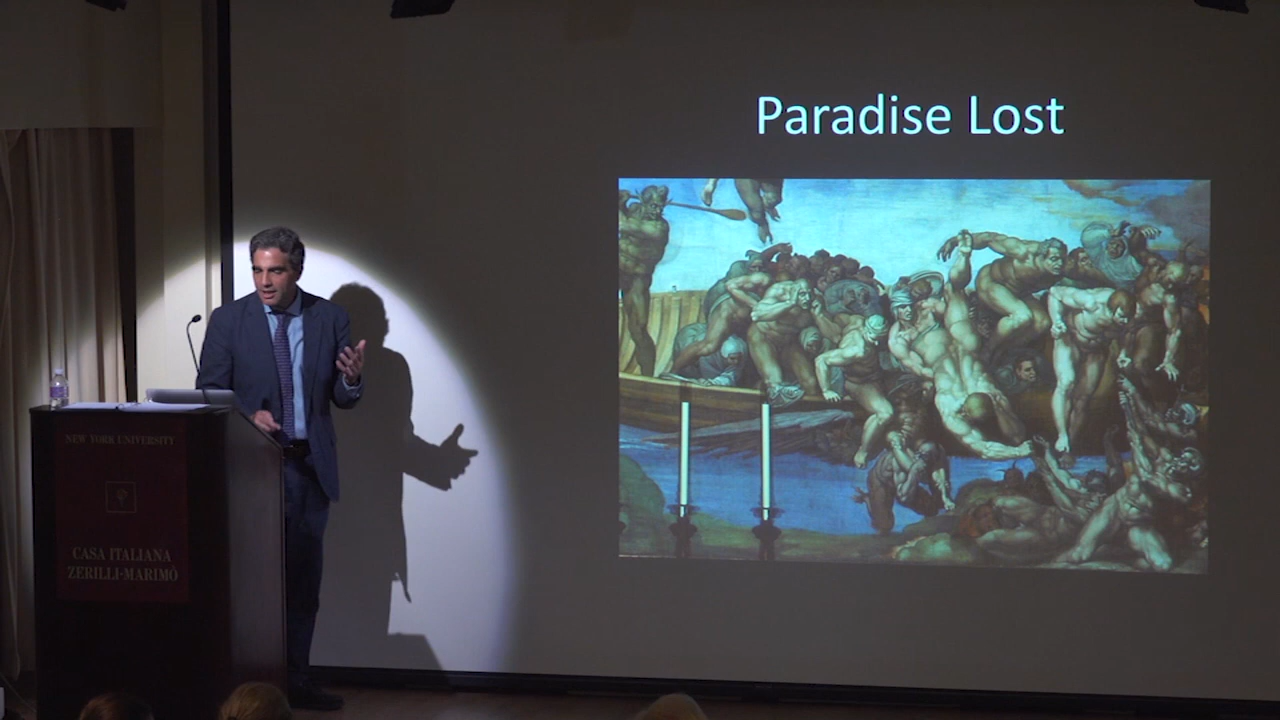 Paradise Lost
NEW YORK UNIVERSITY
CASA ITALIANA
ZERILLI-MARIMÒ